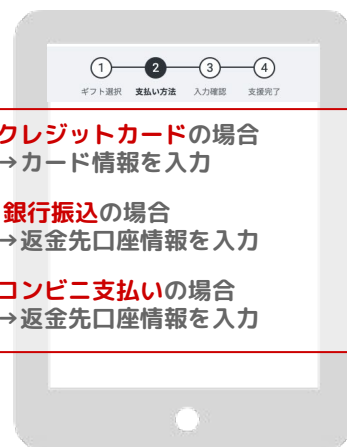 1 2 3 4
ギフト選択 支払い方法 入力確認 支援完了
クレジットカードの場合
→カード情報を入力
銀行振込の場合
→返金先口座情報を入力
コンビニ支払いの場合
→返金先口座情報を入力